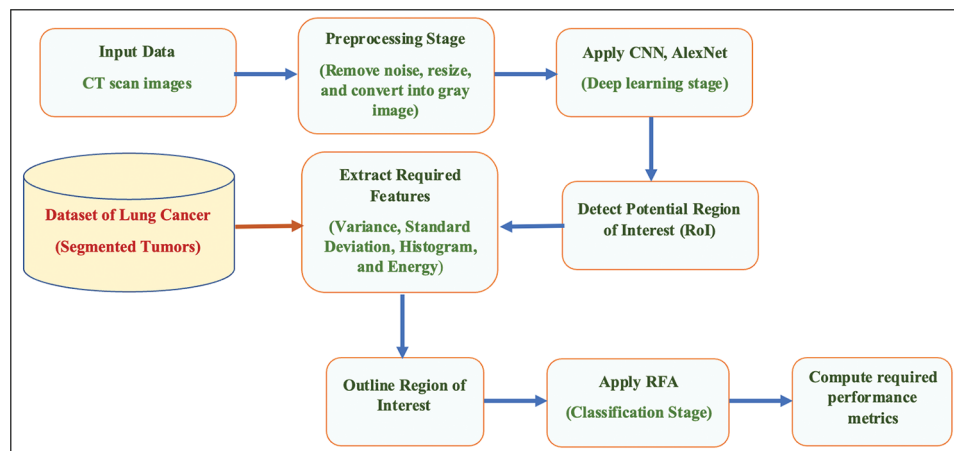 Input Data
CT scan images
Preprocessing Stage
(Remove noise, resize,
and convert into gray
image)
Apply CNN, AlexNet
(Deep learning stage)
Dataset of Lung Cancer
(Segmented Tumors)
Extract Required
Features
(Variance, Standard
Deviation, Histogram,
and Energy)
Detect Potential Region
of Interest (RoI)
Outline Region of
Interest
Apply RFA
(Classification Stage)
Compute required
performance
metrics